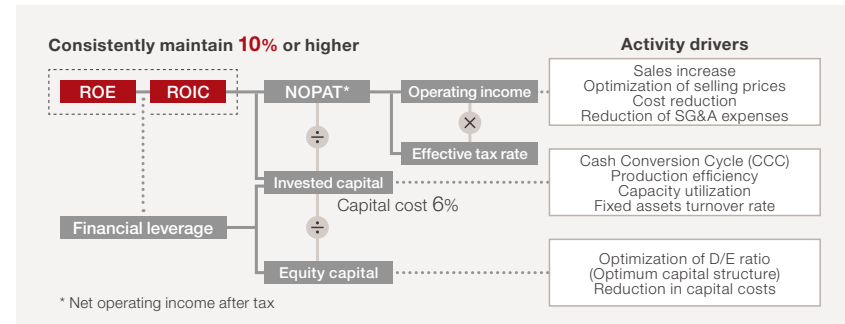 Consistently maintain 10% or higher
Activity drivers
ROE
ROIC
NOPAT*
Operating income
Sales increase
Optimization of selling prices
Cost reduction
Reduction of SG&A expenses
×
÷
Effective tax rate
Invested capital
Cash Conversion Cycle (CCC)
Production efficiency
Capacity utilization
Fixed assets turnover rate
Capital cost 6%
Financial leverage
÷
Equity capital
Optimization of D/E ratio
(Optimum capital structure)
Reduction in capital costs
* Net operating income after tax